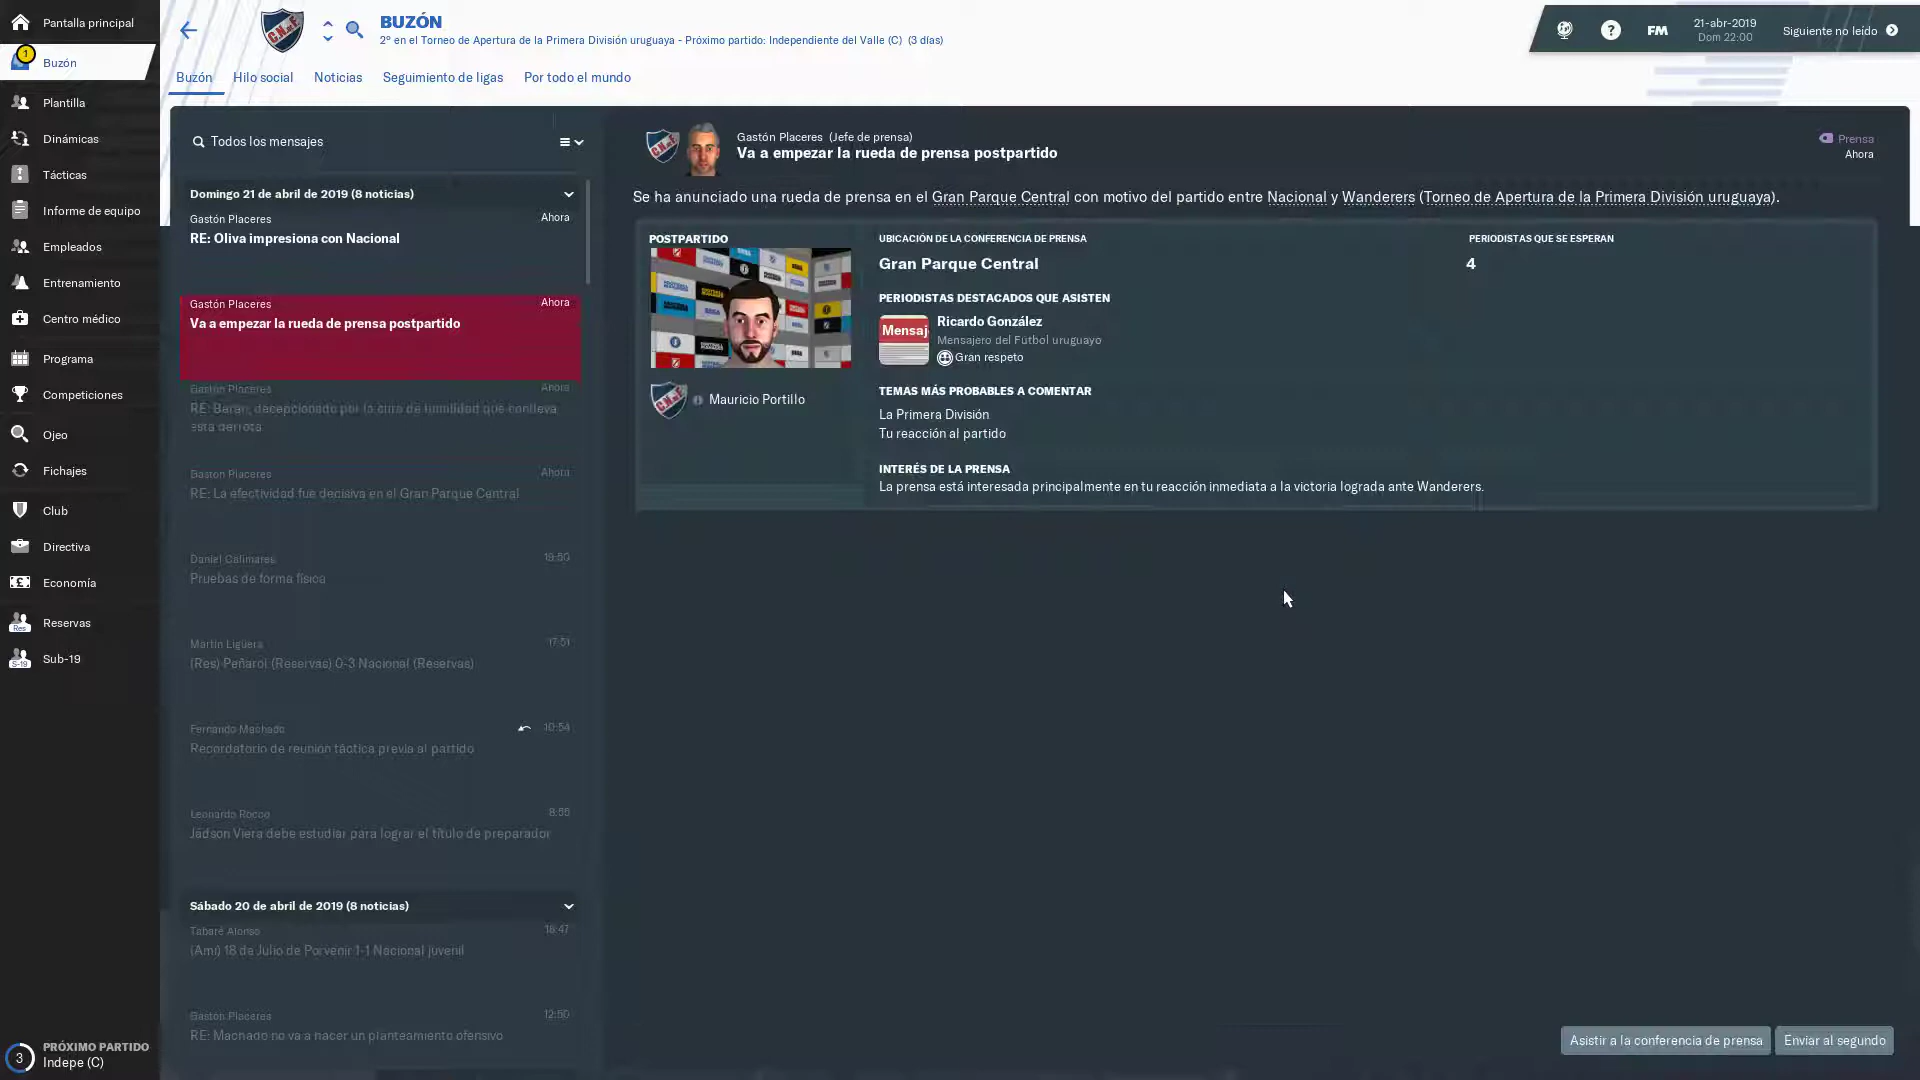 Pantalla principal
1
Buzón
Plantilla
Dinámicas
Tácticas
Informe de equipo
Empleados
Entrenamiento
Centro médico
Programa
Competiciones
Ojeo
Fichajes
Club
Directiva
Economía
Res
Reservas
S-19
Sub-19
3
PRÓXIMO PARTIDO
Indepe (C)
BUZÓN
2º en el Torneo de Apertura de la Primera División uruguaya - Próximo partido: Independiente del Valle (C) (3 días)
? FM
21-abr-2019
Dom 22:00
Siguiente no leído
Buzón Hilo social Noticias Seguimiento de ligas Por todo el mundo
Todos los mensajes
Domingo 21 de abril de 2019 (8 noticias)
Gastón Placeres Ahora
RE: Oliva impresiona con Nacional
Gastón Placeres Ahora
Va a empezar la rueda de prensa postpartido
Gastón Placeres Ahora
RE: Barán, decepcionado por la cura de humildad que conlleva
esta derrota
Gastón Placeres Ahora
RE: La efectividad fue decisiva en el Gran Parque Central
Daniel Calimares 19:50
Pruebas de forma física
Martín Ligüera 17:51
(Res) Peñarol (Reservas) 0-3 Nacional (Reservas)
Fernando Machado 10:54
Recordatorio de reunión táctica previa al partido
Leonardo Rocco 8:55
Jádson Viera debe estudiar para lograr el título de preparador
Sábado 20 de abril de 2019 (8 noticias)
Tabaré Alonso 18:47
(Ami) 18 de Julio de Porvenir 1-1 Nacional juvenil
Gastón Placeres 12:50
RE: Machado no va a hacer un planteamiento ofensivo
Gastón Placeres (Jefe de prensa)
Va a empezar la rueda de prensa postpartido
Prensa
Ahora
Se ha anunciado una rueda de prensa en el Gran Parque Central con motivo del partido entre Nacional y Wanderers (Torneo de Apertura de la Primera División uruguaya).
POSTPARTIDO
Mauricio Portillo
UBICACIÓN DE LA CONFERENCIA DE PRENSA
Gran Parque Central
PERIODISTAS QUE SE ESPERAN
4
PERIODISTAS DESTACADOS QUE ASISTEN
Mensaj
Ricardo González
Mensajero del Fútbol uruguayo
Gran respeto
TEMAS MÁS PROBABLES A COMENTAR
La Primera División
Tu reacción al partido
INTERÉS DE LA PRENSA
La prensa está interesada principalmente en tu reacción inmediata a la victoria lograda ante Wanderers.
Asistir a la conferencia de prensa
Enviar al segundo